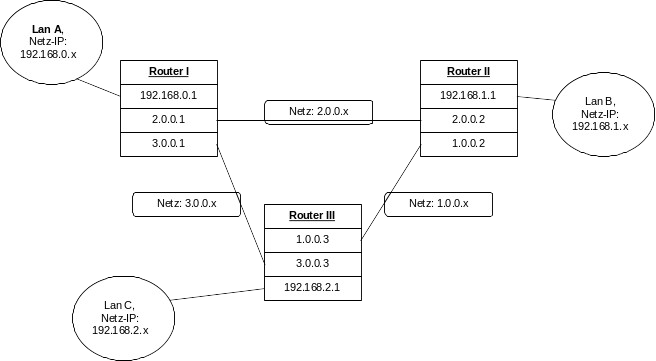 Lan A,
Netz-IP:
192.168.0.x
Router I
192.168.0.1
2.0.0.1
3.0.0.1
Netz: 2.0.0.x
Router II
192.168.1.1
2.0.0.2
1.0.0.2
Lan B,
Netz-IP:
192.168.1.x
Netz: 3.0.0.x
Netz: 1.0.0.x
Router III
1.0.0.3
3.0.0.3
192.168.2.1
Lan C,
Netz-IP:
192.168.2.x